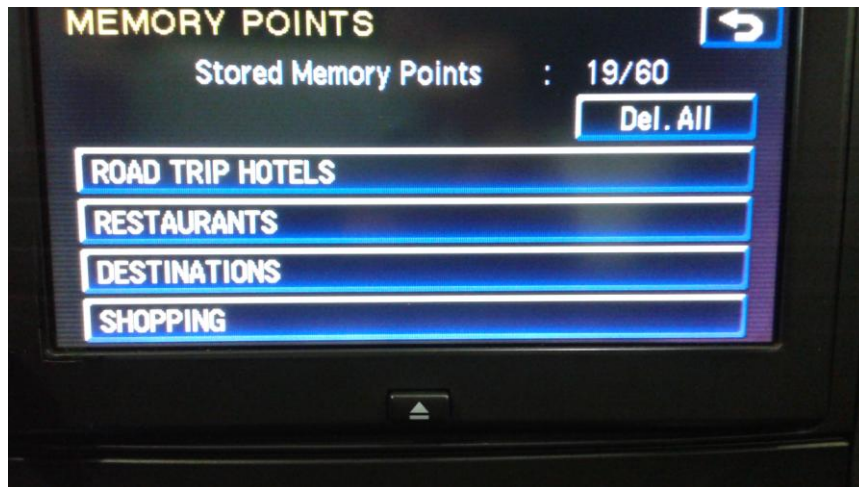 MEMORY POINTS
Stored Memory Points : 19/60
Del. All
ROAD TRIP HOTELS
RESTAURANTS
DESTINATIONS
SHOPPING